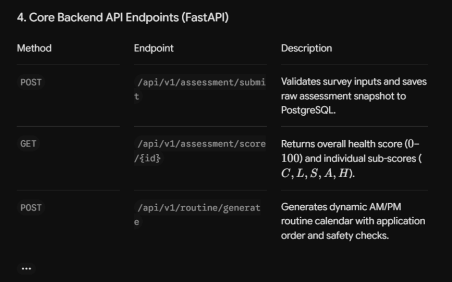 4. Core Backend API Endpoints (FastAPI)
Method Endpoint Description
POST /api/v1/assessment/submi Validates survey inputs and saves
t raw assessment snapshot to
PostgreSQL.
GET /api/v1/assessment/score Returns overall health score (0–
/{id} 100) and individual sub-scores (
C, L, S, A, H).
POST /api/v1/routine/generat Generates dynamic AM/PM
e routine calendar with application
order and safety checks.
...